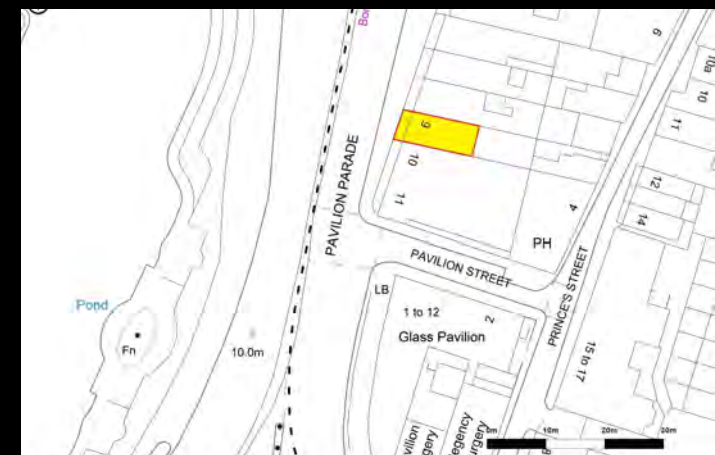 6
10a
10
11
9
10
11
12
14
4
PH
PAVILION PARADE
PAVILION STREET
PRINCE'S STREET
LB
Pond
Fn
10.0m
1 to 12
2
Glass Pavilion
15 to 17
0m
10m
20m
30m